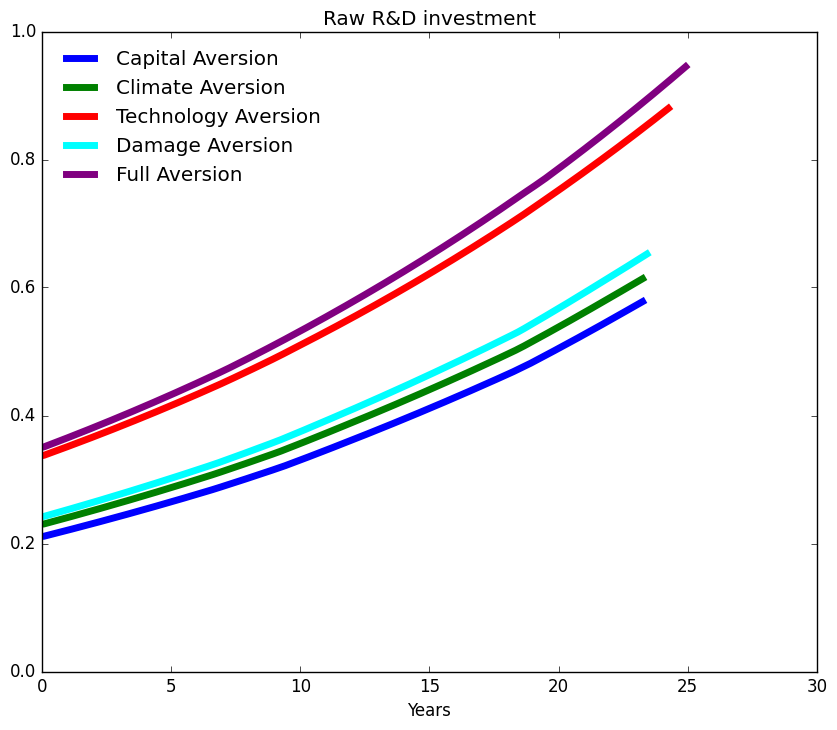 Raw R&D investment
1.0
0.8
0.6
0.4
0.2
0.0
Capital Aversion
Climate Aversion
Technology Aversion
Damage Aversion
Full Aversion
0 5 10 15 20 25 30
Years